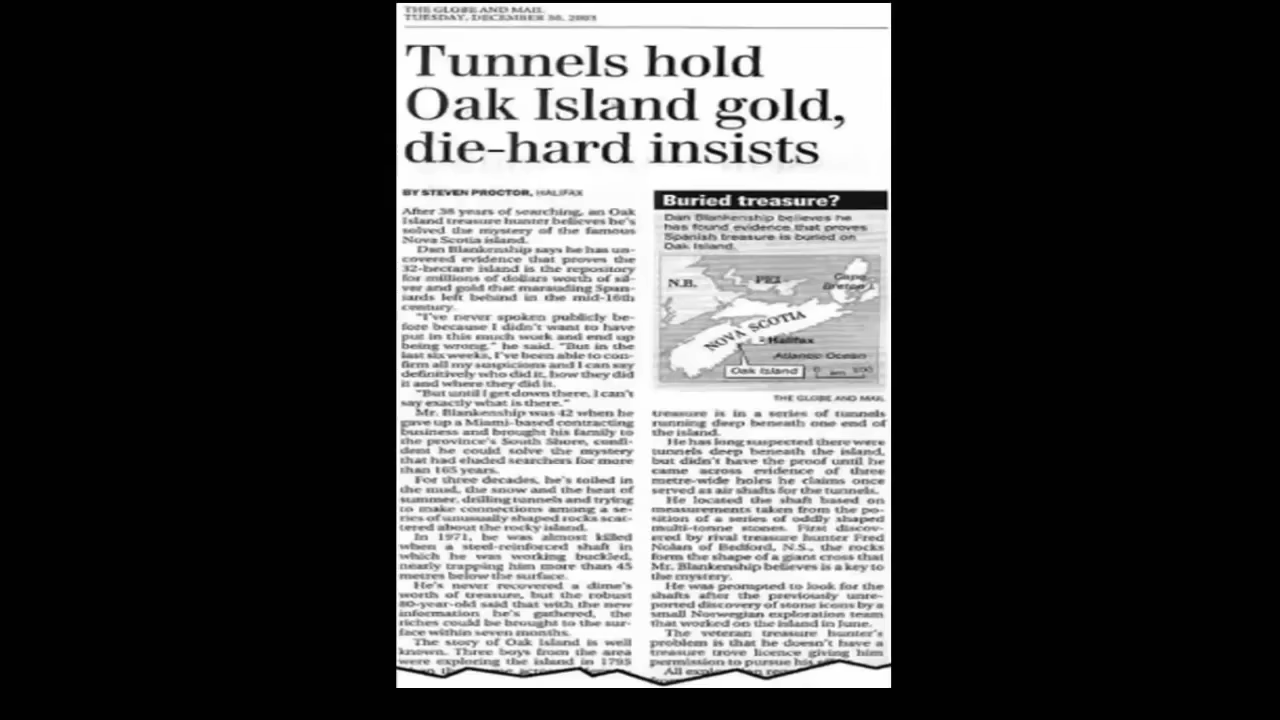 THE GLOBE AND MAIL
TUESDAY, DECEMBER 30, 2003
Tunnels hold
Oak Island gold,
die-hard insists
BY STEVEN PROCTOR, HALIFAX
After 38 years of searching, an Oak
Island treasure hunter believes he's
solved the mystery of the famous
Nova Scotia island.
Dan Blankenship says he has un-
covered evidence that proves the
32-hectare island is the repository
for millions of dollars worth of sil-
ver and gold that marauding Span-
iards left behind in the mid-16th
century.
"I've never spoken publicly be-
fore because I didn't want to have
put in this much work and end up
being wrong," he said. "But in the
last six weeks, I've been able to con-
firm all my suspicions and I can say
definitively who did it, how they did
it and where they did it.
"But until I get down there, I can't
say exactly what is there."
Mr. Blankenship was 42 when he
gave up a Miami-based contracting
business and brought his family to
the province's South Shore, confi-
dent he could solve the mystery
that had eluded searchers for more
than 165 years.
For three decades, he's toiled in
the mud, the snow and the heat of
summer, drilling tunnels and trying
to make connections among a se-
ries of unusually shaped rocks scat-
tered about the rocky island.
In 1971, he was almost killed
when a steel-reinforced shaft in
which he was working buckled,
nearly trapping him more than 45
metres below the surface.
He's never recovered a dime's
worth of treasure, but the robust
80-year-old said that with the new
information he's gathered, the
riches could be brought to the sur-
face within seven months.
The story of Oak Island is well
known. Three boys from the area
were exploring the island in 1795
Buried treasure?
Dan Blankenship believes he
has found evidence that proves
Spanish treasure is buried on
Oak Island.
N.B.
PEI
Cape
Breton I.
NOVA SCOTIA
Halifax
Atlantic Ocean
Oak Island
0 km 100
THE GLOBE AND MAIL
treasure is in a series of tunnels
running deep beneath one end of
the island.
He has long suspected there were
tunnels deep beneath the island,
but didn't have the proof until he
came across evidence of three
metre-wide holes he claims once
served as air shafts for the tunnels.
He located the shaft based on
measurements taken from the po-
sition of a series of oddly shaped
multi-tonne stones. First discov-
ered by rival treasure hunter Fred
Nolan of Bedford, N.S., the rocks
form the shape of a giant cross that
Mr. Blankenship believes is a key to
the mystery.
He was prompted to look for the
shafts after the previously unre-
ported discovery of stone icons by a
small Norwegian exploration team
that worked on the island in June.
The veteran treasure hunter's
problem is that he doesn't have a
treasure trove licence giving him
permission to pursue his
All